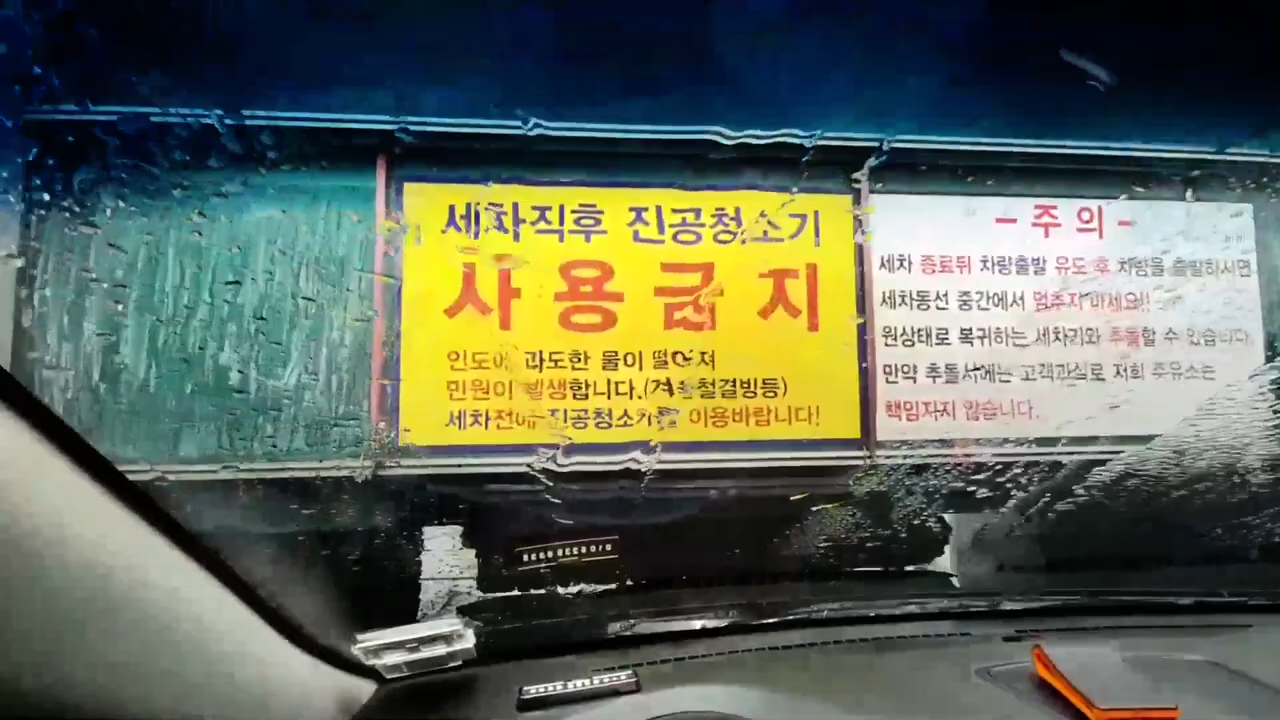 세차직후 진공청소기
사용금지
인도에 과도한 물이 떨어져
민원이 발생합니다.(겨울철결빙등)
세차전에 진공청소기를 이용바랍니다!
- 주 의 -
세차 종료뒤 차량출발 유도 후 차량을 출발하시면
세차동선 중간에서 멈추지 마세요!!
원상태로 복귀하는 세차기와 추돌할 수 있습니다.
만약 추돌시에는 고객과실로 저희 주유소는
책임지지 않습니다.